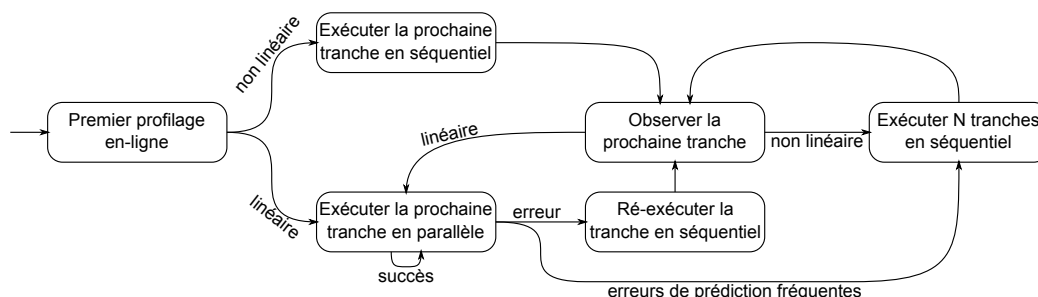 Exécuter la prochaine
tranche en séquentiel
non linéaire
Premier profilage
en-ligne
linéaire
Observer la
prochaine tranche
non linéaire
Exécuter N tranches
en séquentiel
linéaire
Exécuter la prochaine
tranche en parallèle
erreur
Ré-exécuter la
tranche en séquentiel
succès
erreurs de prédiction fréquentes